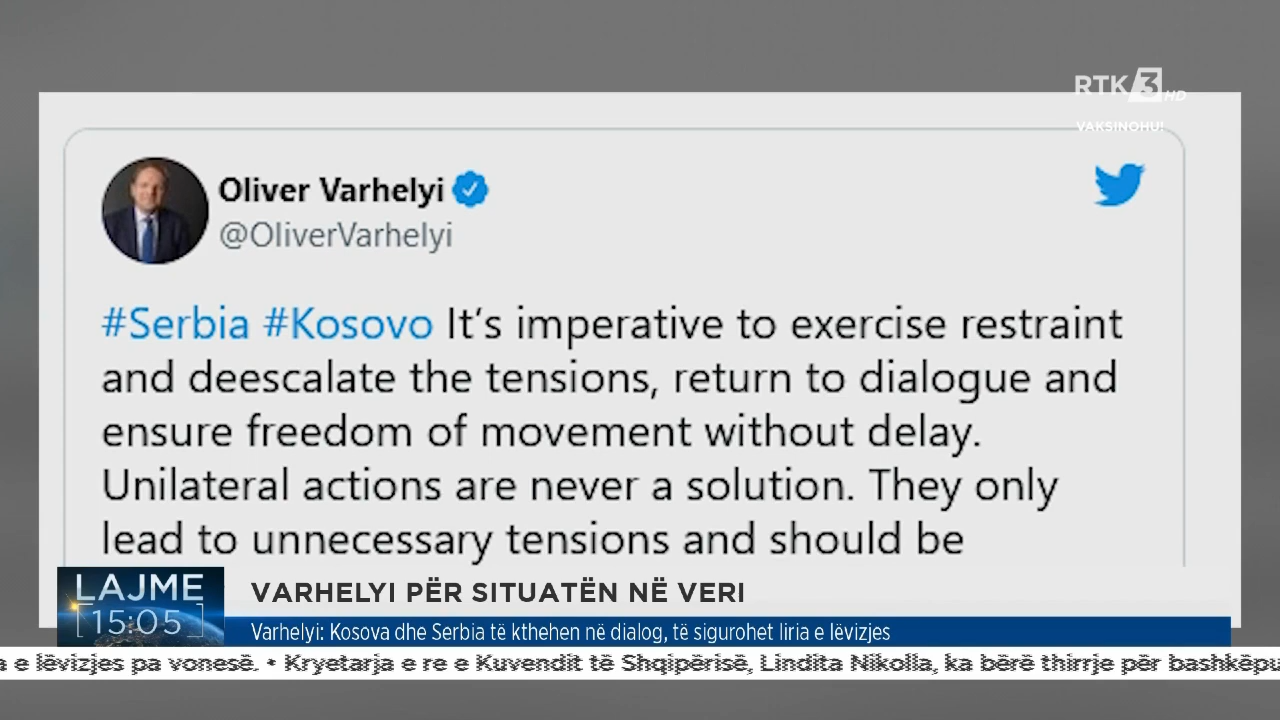 RTK 3 HD
VAKSINOHU!
Oliver Varhelyi
@OliverVarhelyi
#Serbia #Kosovo It's imperative to exercise restraint
and deescalate the tensions, return to dialogue and
ensure freedom of movement without delay.
Unilateral actions are never a solution. They only
lead to unnecessary tensions and should be
LAJME
15:05
VARHELYI PËR SITUATËN NË VERI
Varhelyi: Kosova dhe Serbia të kthehen në dialog, të sigurohet liria e lëvizjes
a e lëvizjes pa vonesë. • Kryetarja e re e Kuvendit të Shqipërisë, Lindita Nikolla, ka bërë thirrje për bashkëpu